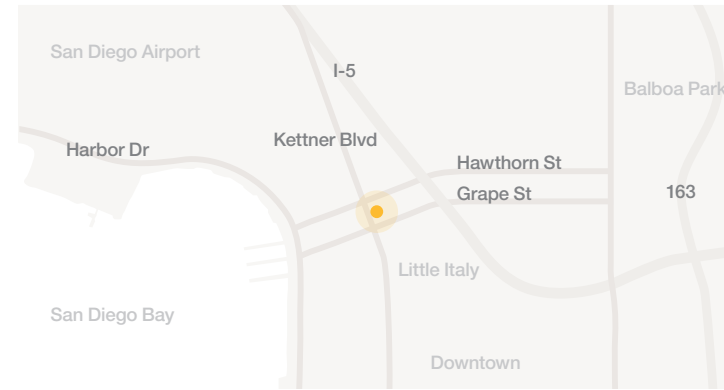 San Diego Airport
I-5
Balboa Park
Harbor Dr
Kettner Blvd
Hawthorn St
Grape St
163
Little Italy
San Diego Bay
Downtown